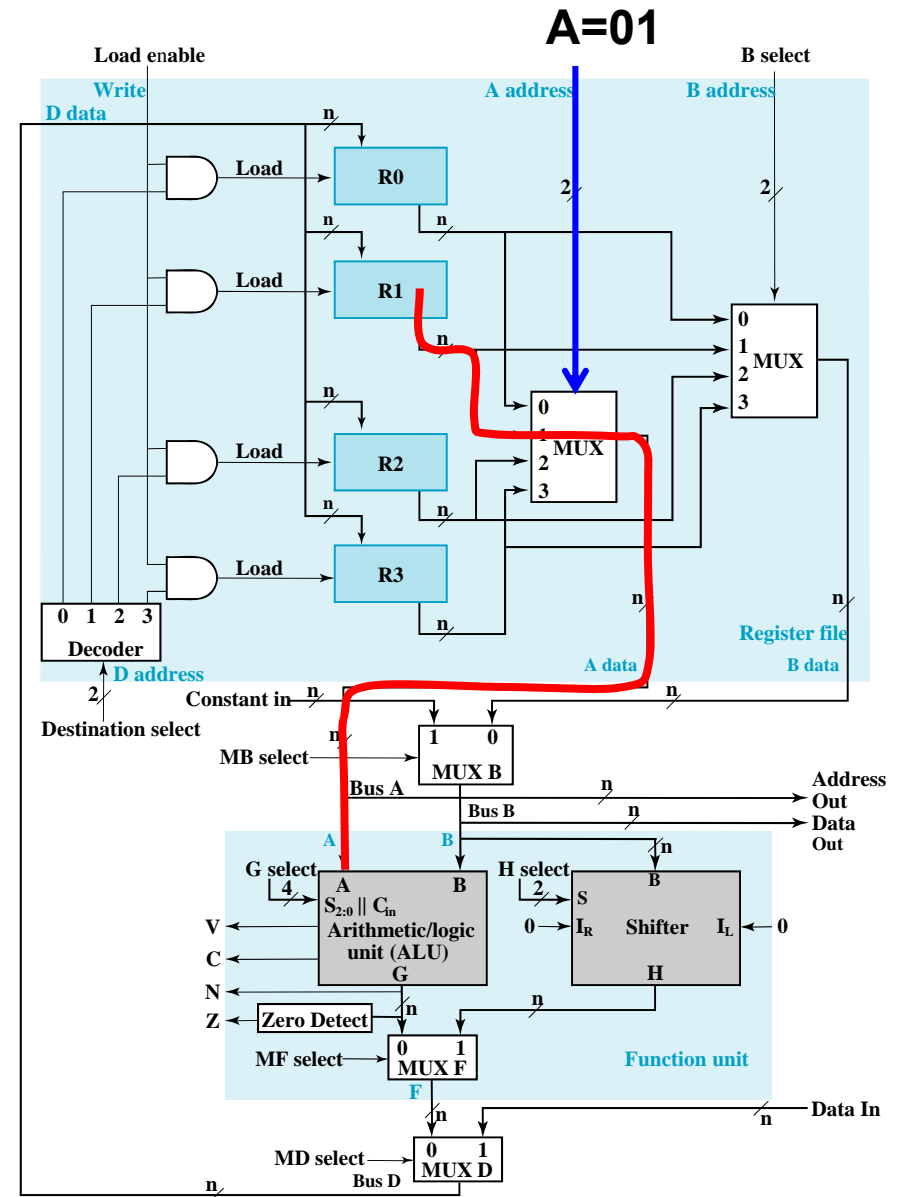 A=01
Load enable
B select
Write
A address
B address
D data
n
Load
R0
2
2
n
n
n
Load
R1
n
0
1
MUX
2
3
n
0
1
MUX
2
3
Load
R2
n
n
Load
R3
n
n
n
0 1 2 3
Decoder
Register file
D address
A data
B data
2
Constant in
n
n
Destination select
n
1 0
MUX B
MB select
Bus A
n
Address
Out
Bus B
n
Data
Out
A
B
n
G select
4
A
B
S2:0 || Cin
Arithmetic/logic
unit (ALU)
G
H select
2
B
S
0
IR
Shifter
IL
0
H
V
C
N
Z
Zero Detect
n
n
0 1
MUX F
MF select
Function unit
F
n
n
Data In
0 1
MUX D
MD select
Bus D
n